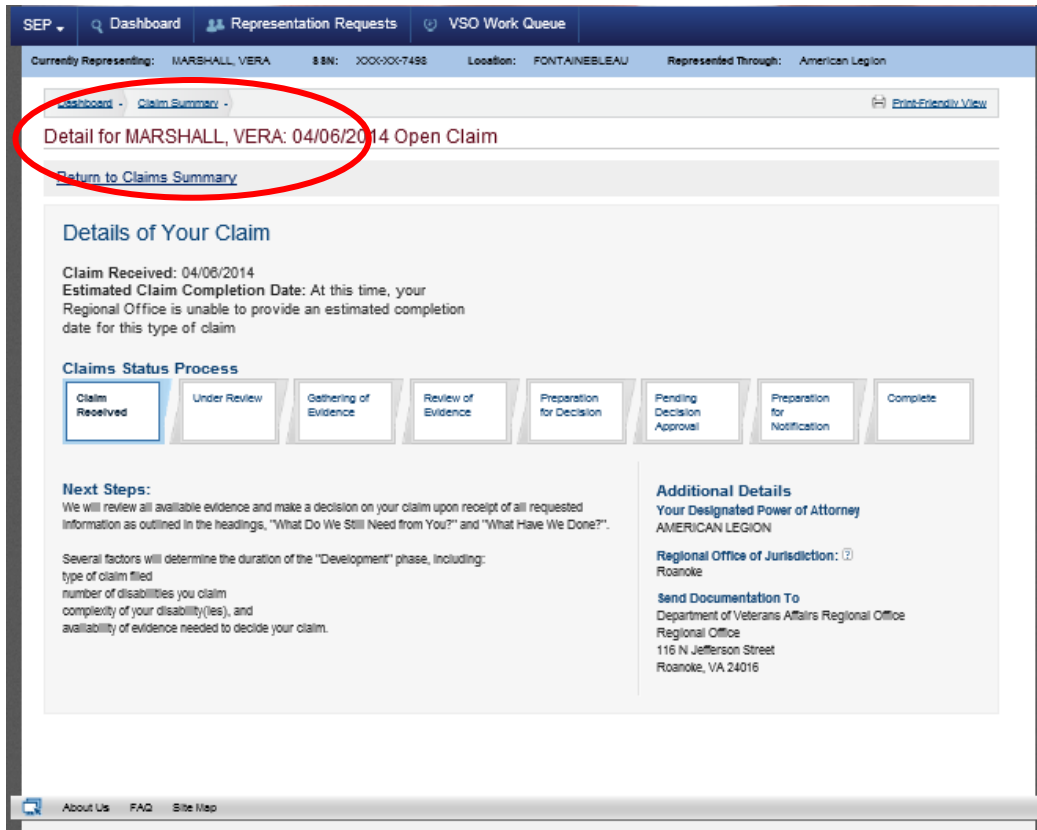 SEP Dashboard Representation Requests VSO Work Queue
Currently Representing: MARSHALL, VERA SSN: XXX-XX-7498 Location: FONTAINEBLEAU Represented Through: American Legion
Dashboard Claim Summary Print-Friendly View
Detail for MARSHALL, VERA: 04/06/2014 Open Claim
Return to Claims Summary
Details of Your Claim
Claim Received: 04/06/2014
Estimated Claim Completion Date: At this time, your
Regional Office is unable to provide an estimated completion
date for this type of claim
Claims Status Process
Claim Received
Under Review
Gathering of Evidence
Review of Evidence
Preparation for Decision
Pending Decision Approval
Preparation for Notification
Complete
Next Steps:
We will review all available evidence and make a decision on your claim upon receipt of all requested
information as outlined in the headings, "What Do We Still Need from You?" and "What Have We Done?".
Several factors will determine the duration of the "Development" phase, including:
type of claim filed
number of disabilities you claim
complexity of your disability(ies), and
availability of evidence needed to decide your claim.
Additional Details
Your Designated Power of Attorney
AMERICAN LEGION
Regional Office of Jurisdiction: ?
Roanoke
Send Documentation To
Department of Veterans Affairs Regional Office
Regional Office
116 N Jefferson Street
Roanoke, VA 24016
About Us FAQ Site Map